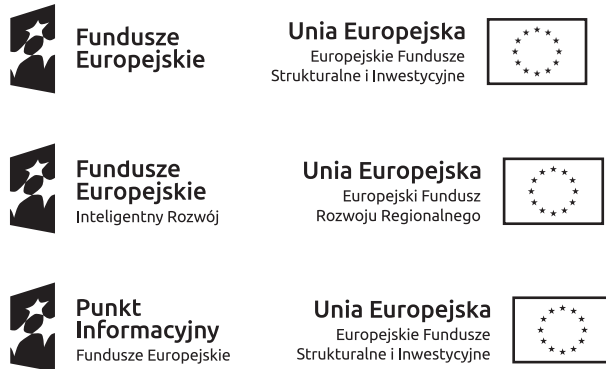 Fundusze
Europejskie
Unia Europejska
Europejskie Fundusze
Strukturalne i Inwestycyjne
Fundusze
Europejskie
Inteligentny Rozwój
Unia Europejska
Europejski Fundusz
Rozwoju Regionalnego
Punkt
Informacyjny
Fundusze Europejskie
Unia Europejska
Europejskie Fundusze
Strukturalne i Inwestycyjne